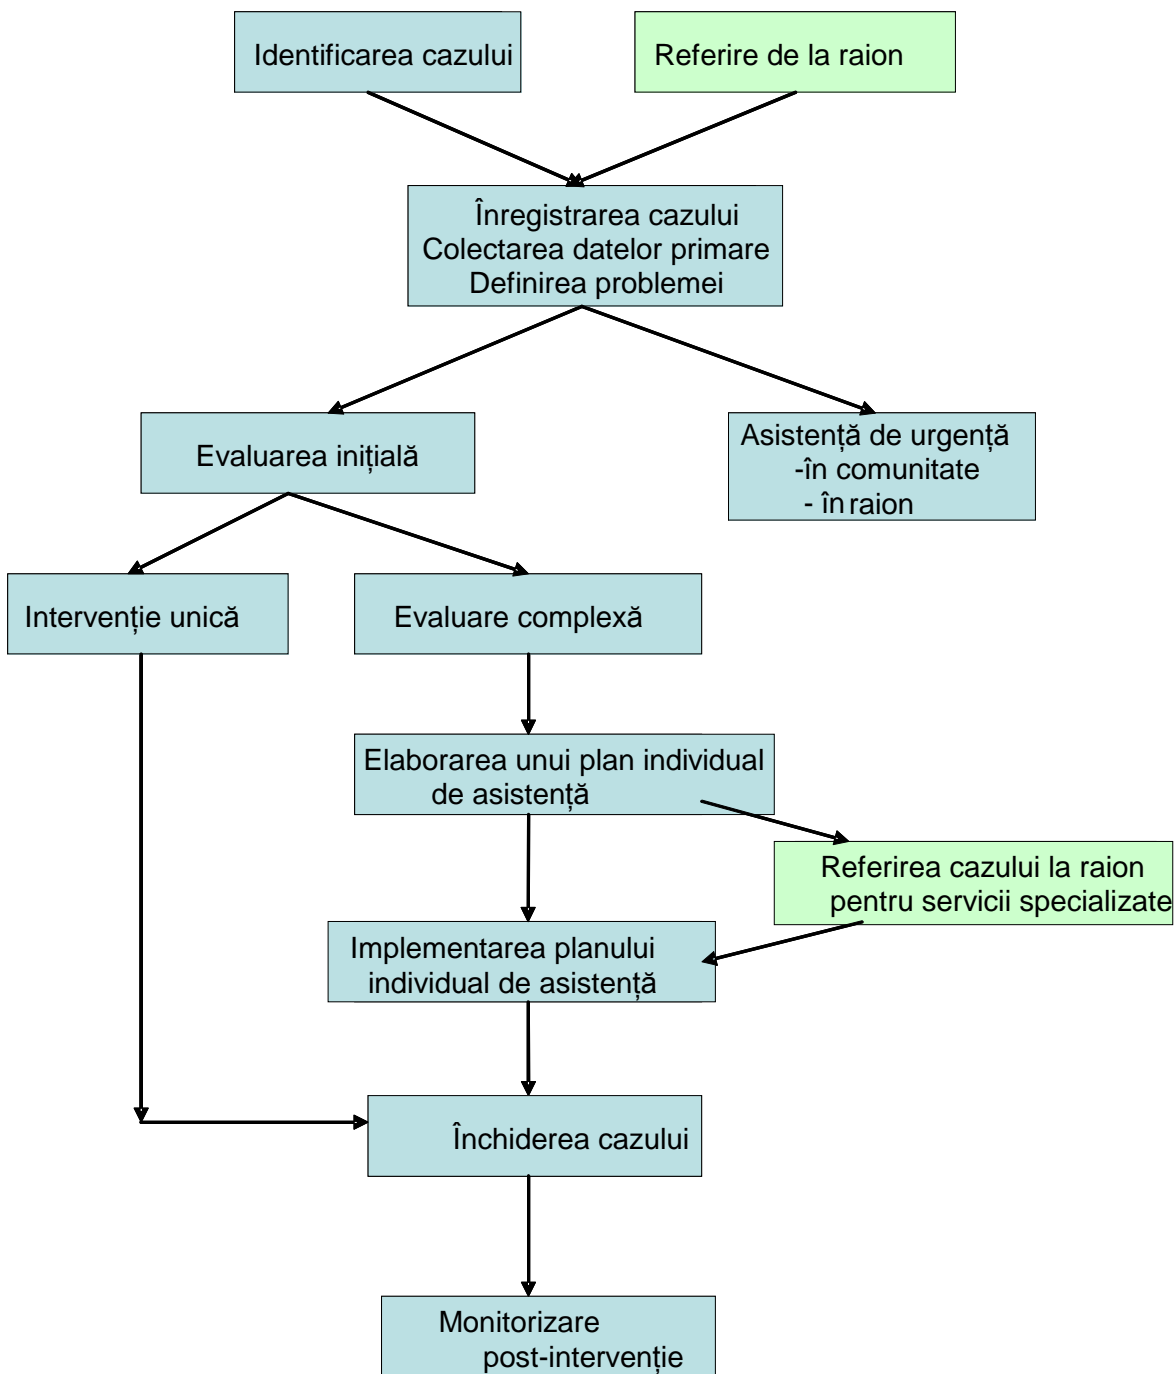 Identificarea cazului
Referire de la raion
Înregistrarea cazului
Colectarea datelor primare
Definirea problemei
Evaluarea inițială
Asistență de urgență
-în comunitate
- în raion
Intervenție unică
Evaluare complexă
Elaborarea unui plan individual
de asistență
Referirea cazului la raion
pentru servicii specializate
Implementarea planului
individual de asistență
Închiderea cazului
Monitorizare
post-intervenție